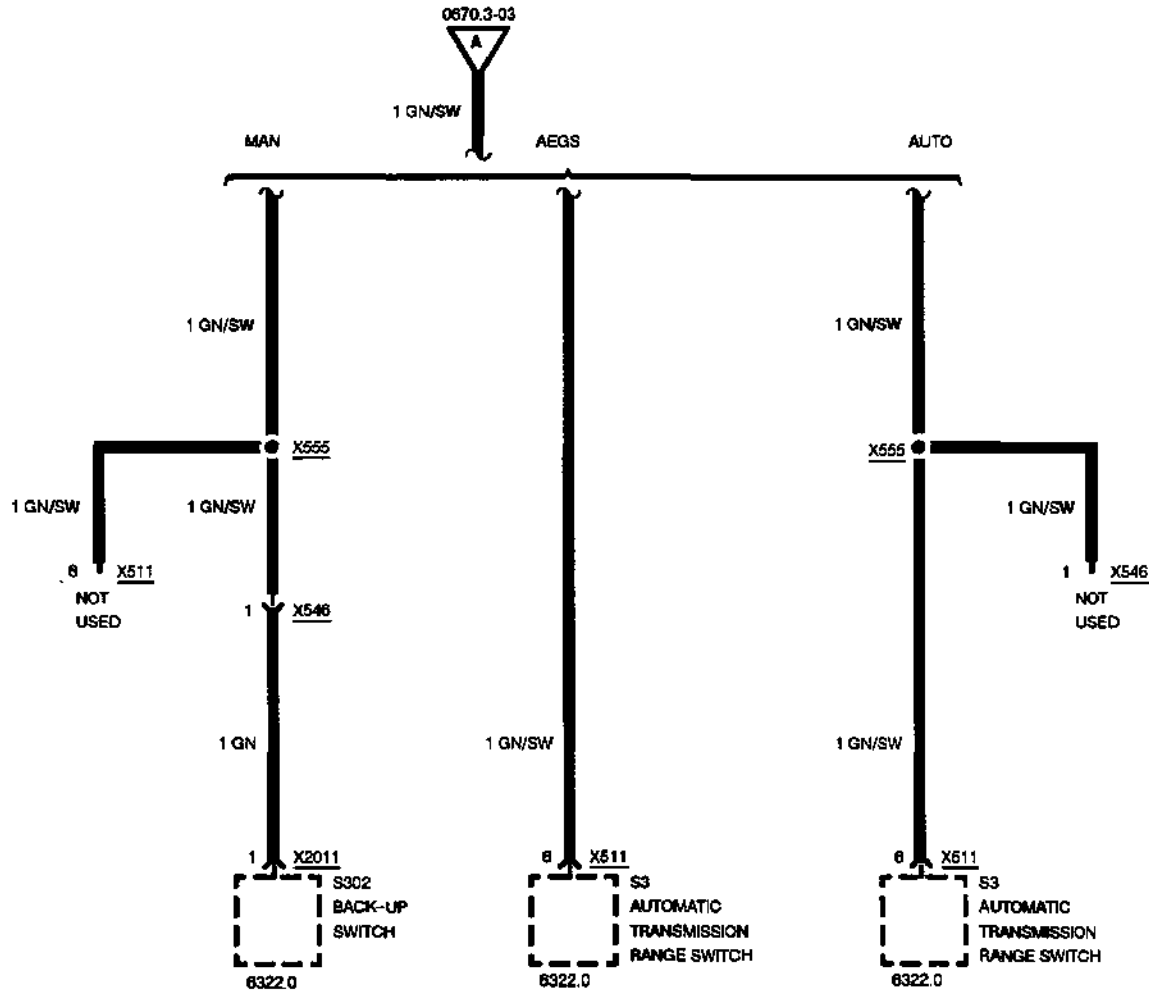 0670.3-03
A
1 GN/SW
MAN
AEGS
AUTO
1 GN/SW
1 GN/SW
X555
X555
1 GN/SW
1 GN/SW
1 GN/SW
6 X511
NOT
USED
1 X546
1 X546
NOT
USED
1 GN
1 GN/SW
1 GN/SW
1 X2011
6 X511
6 X511
S302
BACK-UP
SWITCH
S3
AUTOMATIC
TRANSMISSION
RANGE SWITCH
S3
AUTOMATIC
TRANSMISSION
RANGE SWITCH
6322.0
6322.0
6322.0